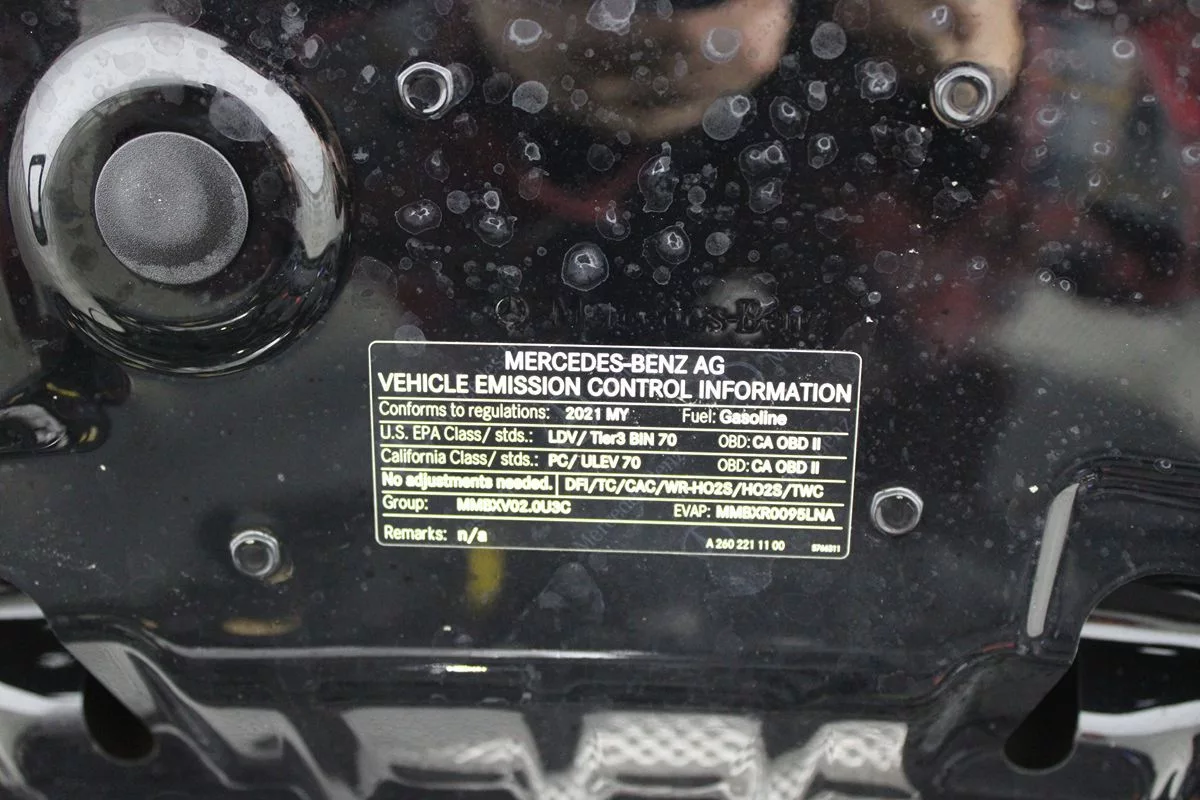 MERCEDES-BENZ AG
VEHICLE EMISSION CONTROL INFORMATION
Conforms to regulations: 2021 MY Fuel: Gasoline
U.S. EPA Class/ stds.: LDV/ Tier3 BIN 70 OBD: CA OBD II
California Class/ stds.: PC/ ULEV 70 OBD: CA OBD II
No adjustments needed. DFI/TC/CAC/WR-HO2S/HO2S/TWC
Group: MMBXV02.0U3C EVAP: MMBXR0095LNA
Remarks: n/a A 260 221 11 00